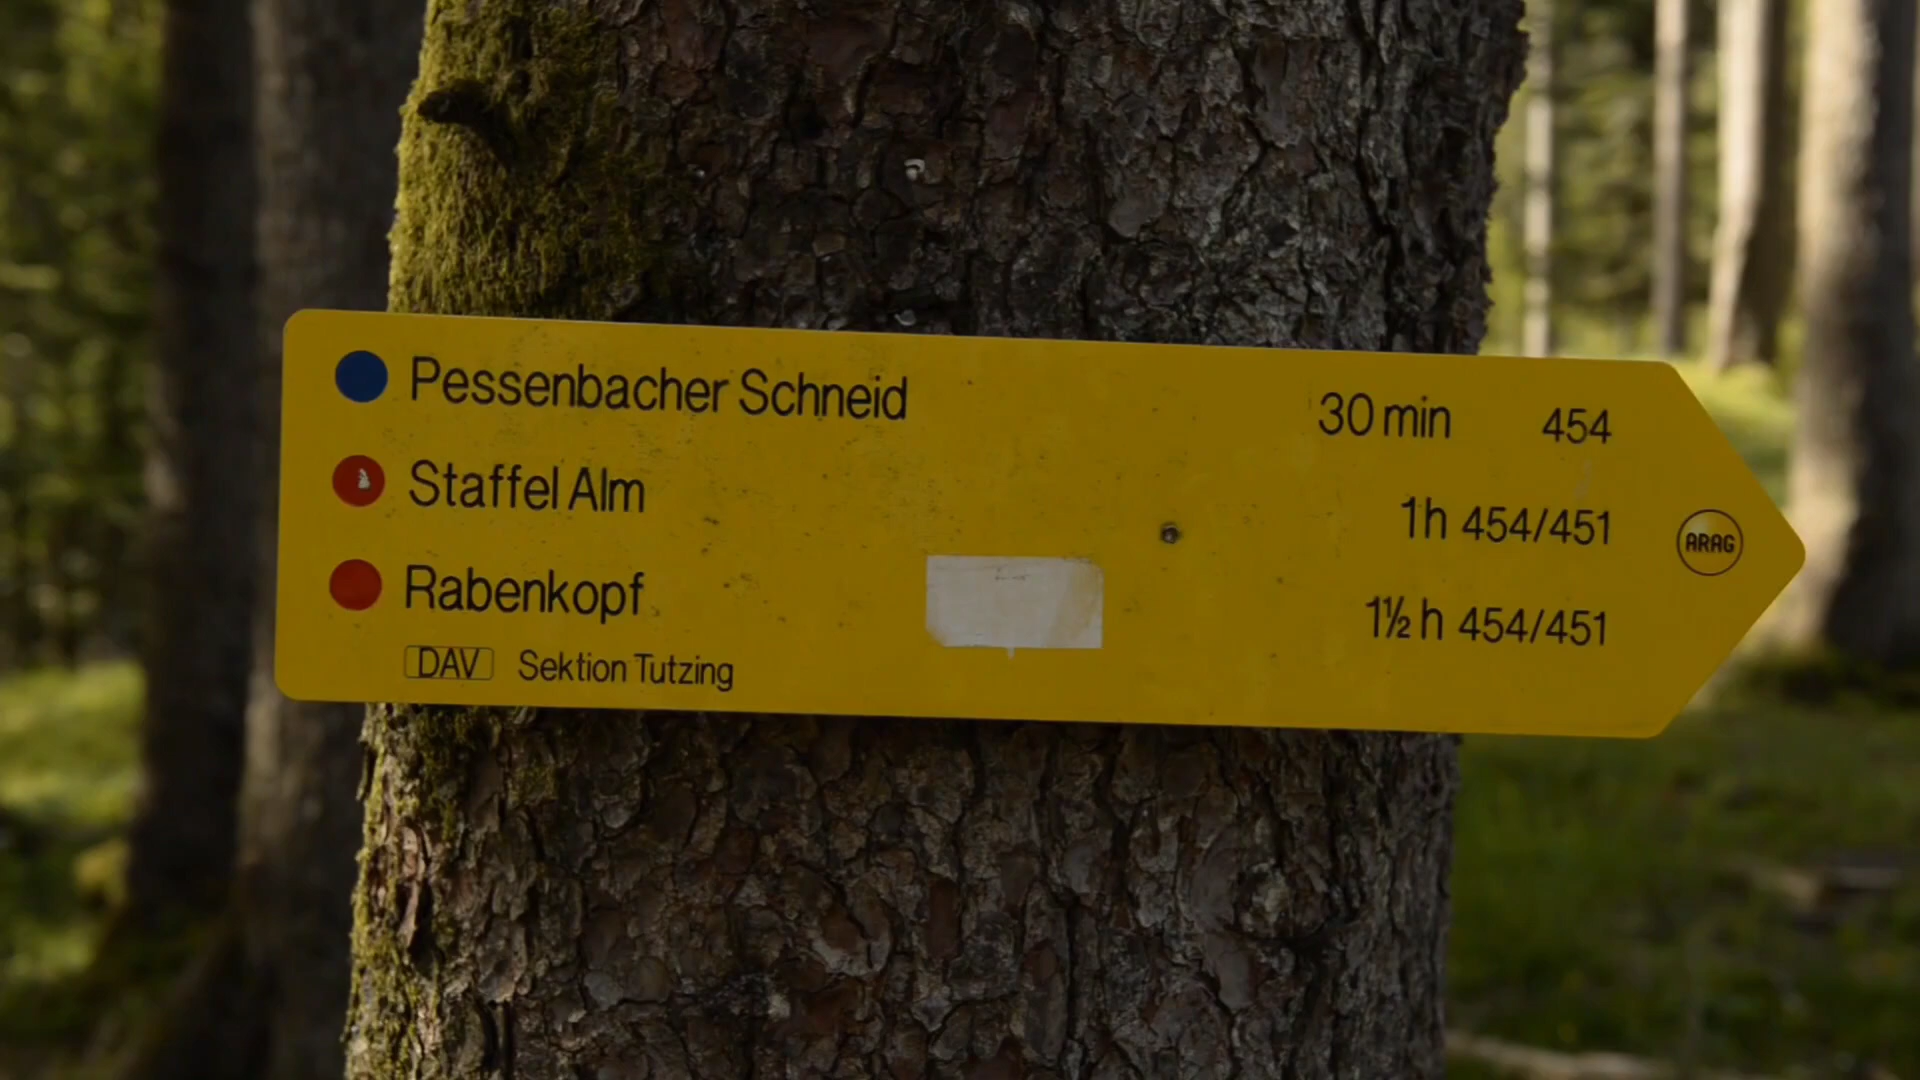 Pessenbacher Schneid 30 min 454
Staffel Alm 1h 454/451
Rabenkopf 1½ h 454/451
DAV Sektion Tutzing
ARAG